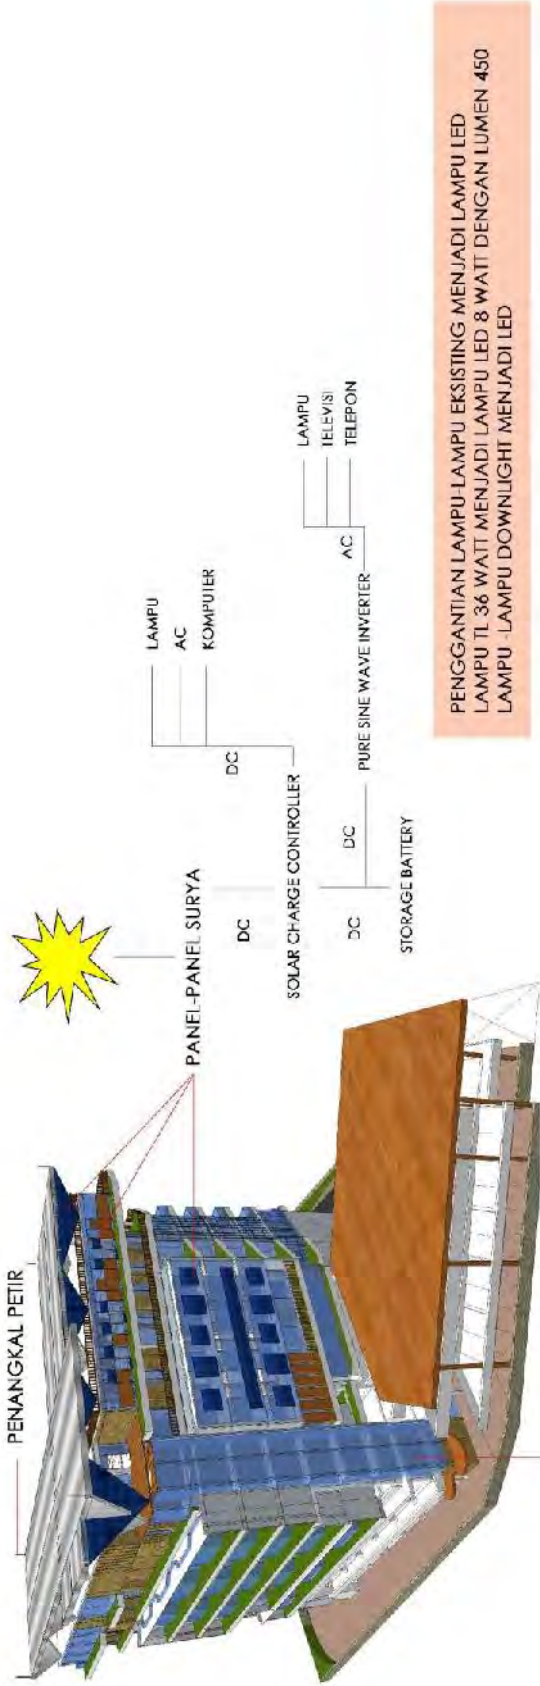 PENANGKAL PETIR
PANEL-PANEL SURYA
DC
SOLAR CHARGE CONTROLLER
DC
LAMPU
AC
KOMPUTER
DC
DC
STORAGE BATTERY
PURE SINE WAVE INVERTER
AC
LAMPU
TELEVISI
TELEPON
PENGGANTIAN LAMPU-LAMPU EKSISTING MENJADI LAMPU LED
LAMPU TL 36 WATT MENJADI LAMPU LED 8 WATT DENGAN LUMEN 450
LAMPU -LAMPU DOWNLIGHT MENJADI LED